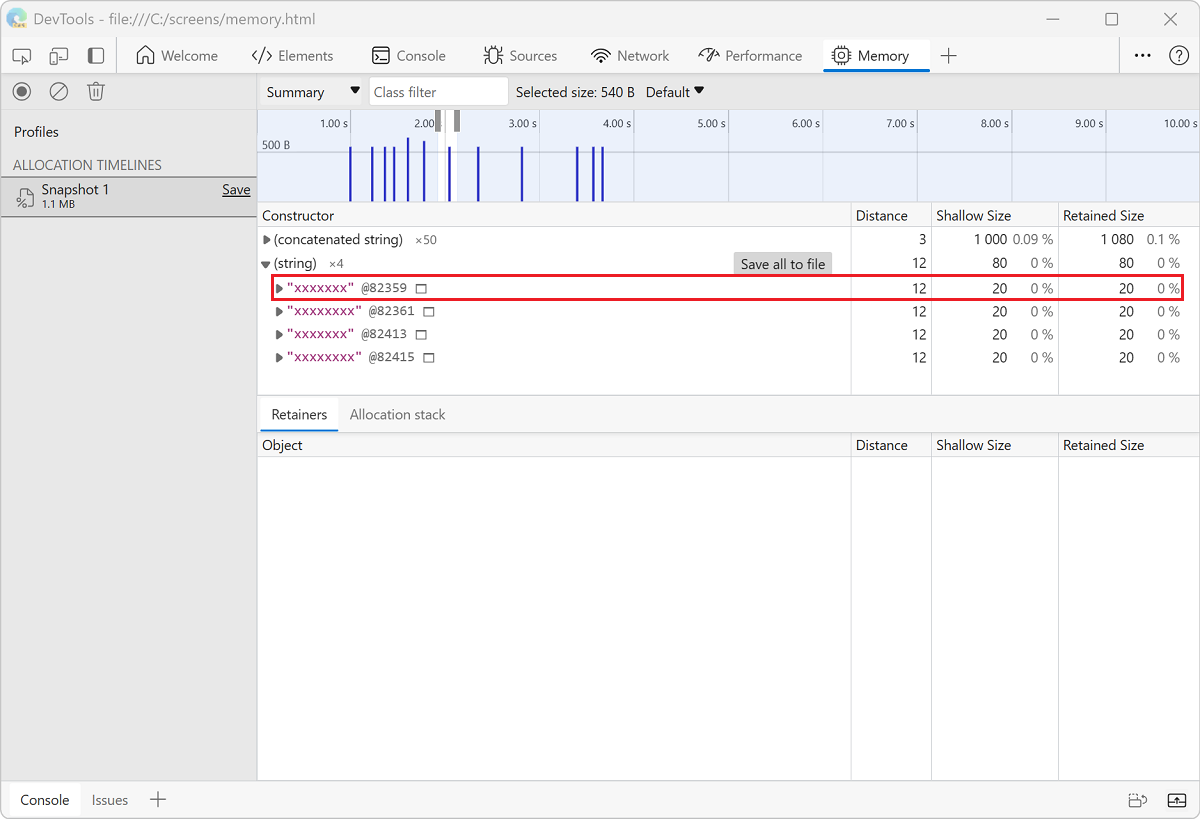 DevTools - file:///C:/screens/memory.html
Welcome Elements Console Sources Network Performance Memory
Summary Class filter Selected size: 540 B Default
Profiles
ALLOCATION TIMELINES
Snapshot 1 Save
1.1 MB
1.00 s 2.00 3.00 s 4.00 s 5.00 s 6.00 s 7.00 s 8.00 s 9.00 s 10.00 s
500 B
Constructor Distance Shallow Size Retained Size
(concatenated string) ×50 3 1 000 0.09 % 1 080 0.1 %
(string) ×4 Save all to file 12 80 0 % 80 0 %
"xxxxxxx" @82359 12 20 0 % 20 0 %
"xxxxxxxx" @82361 12 20 0 % 20 0 %
"xxxxxxx" @82413 12 20 0 % 20 0 %
"xxxxxxxx" @82415 12 20 0 % 20 0 %
Retainers Allocation stack
Object Distance Shallow Size Retained Size
Console Issues